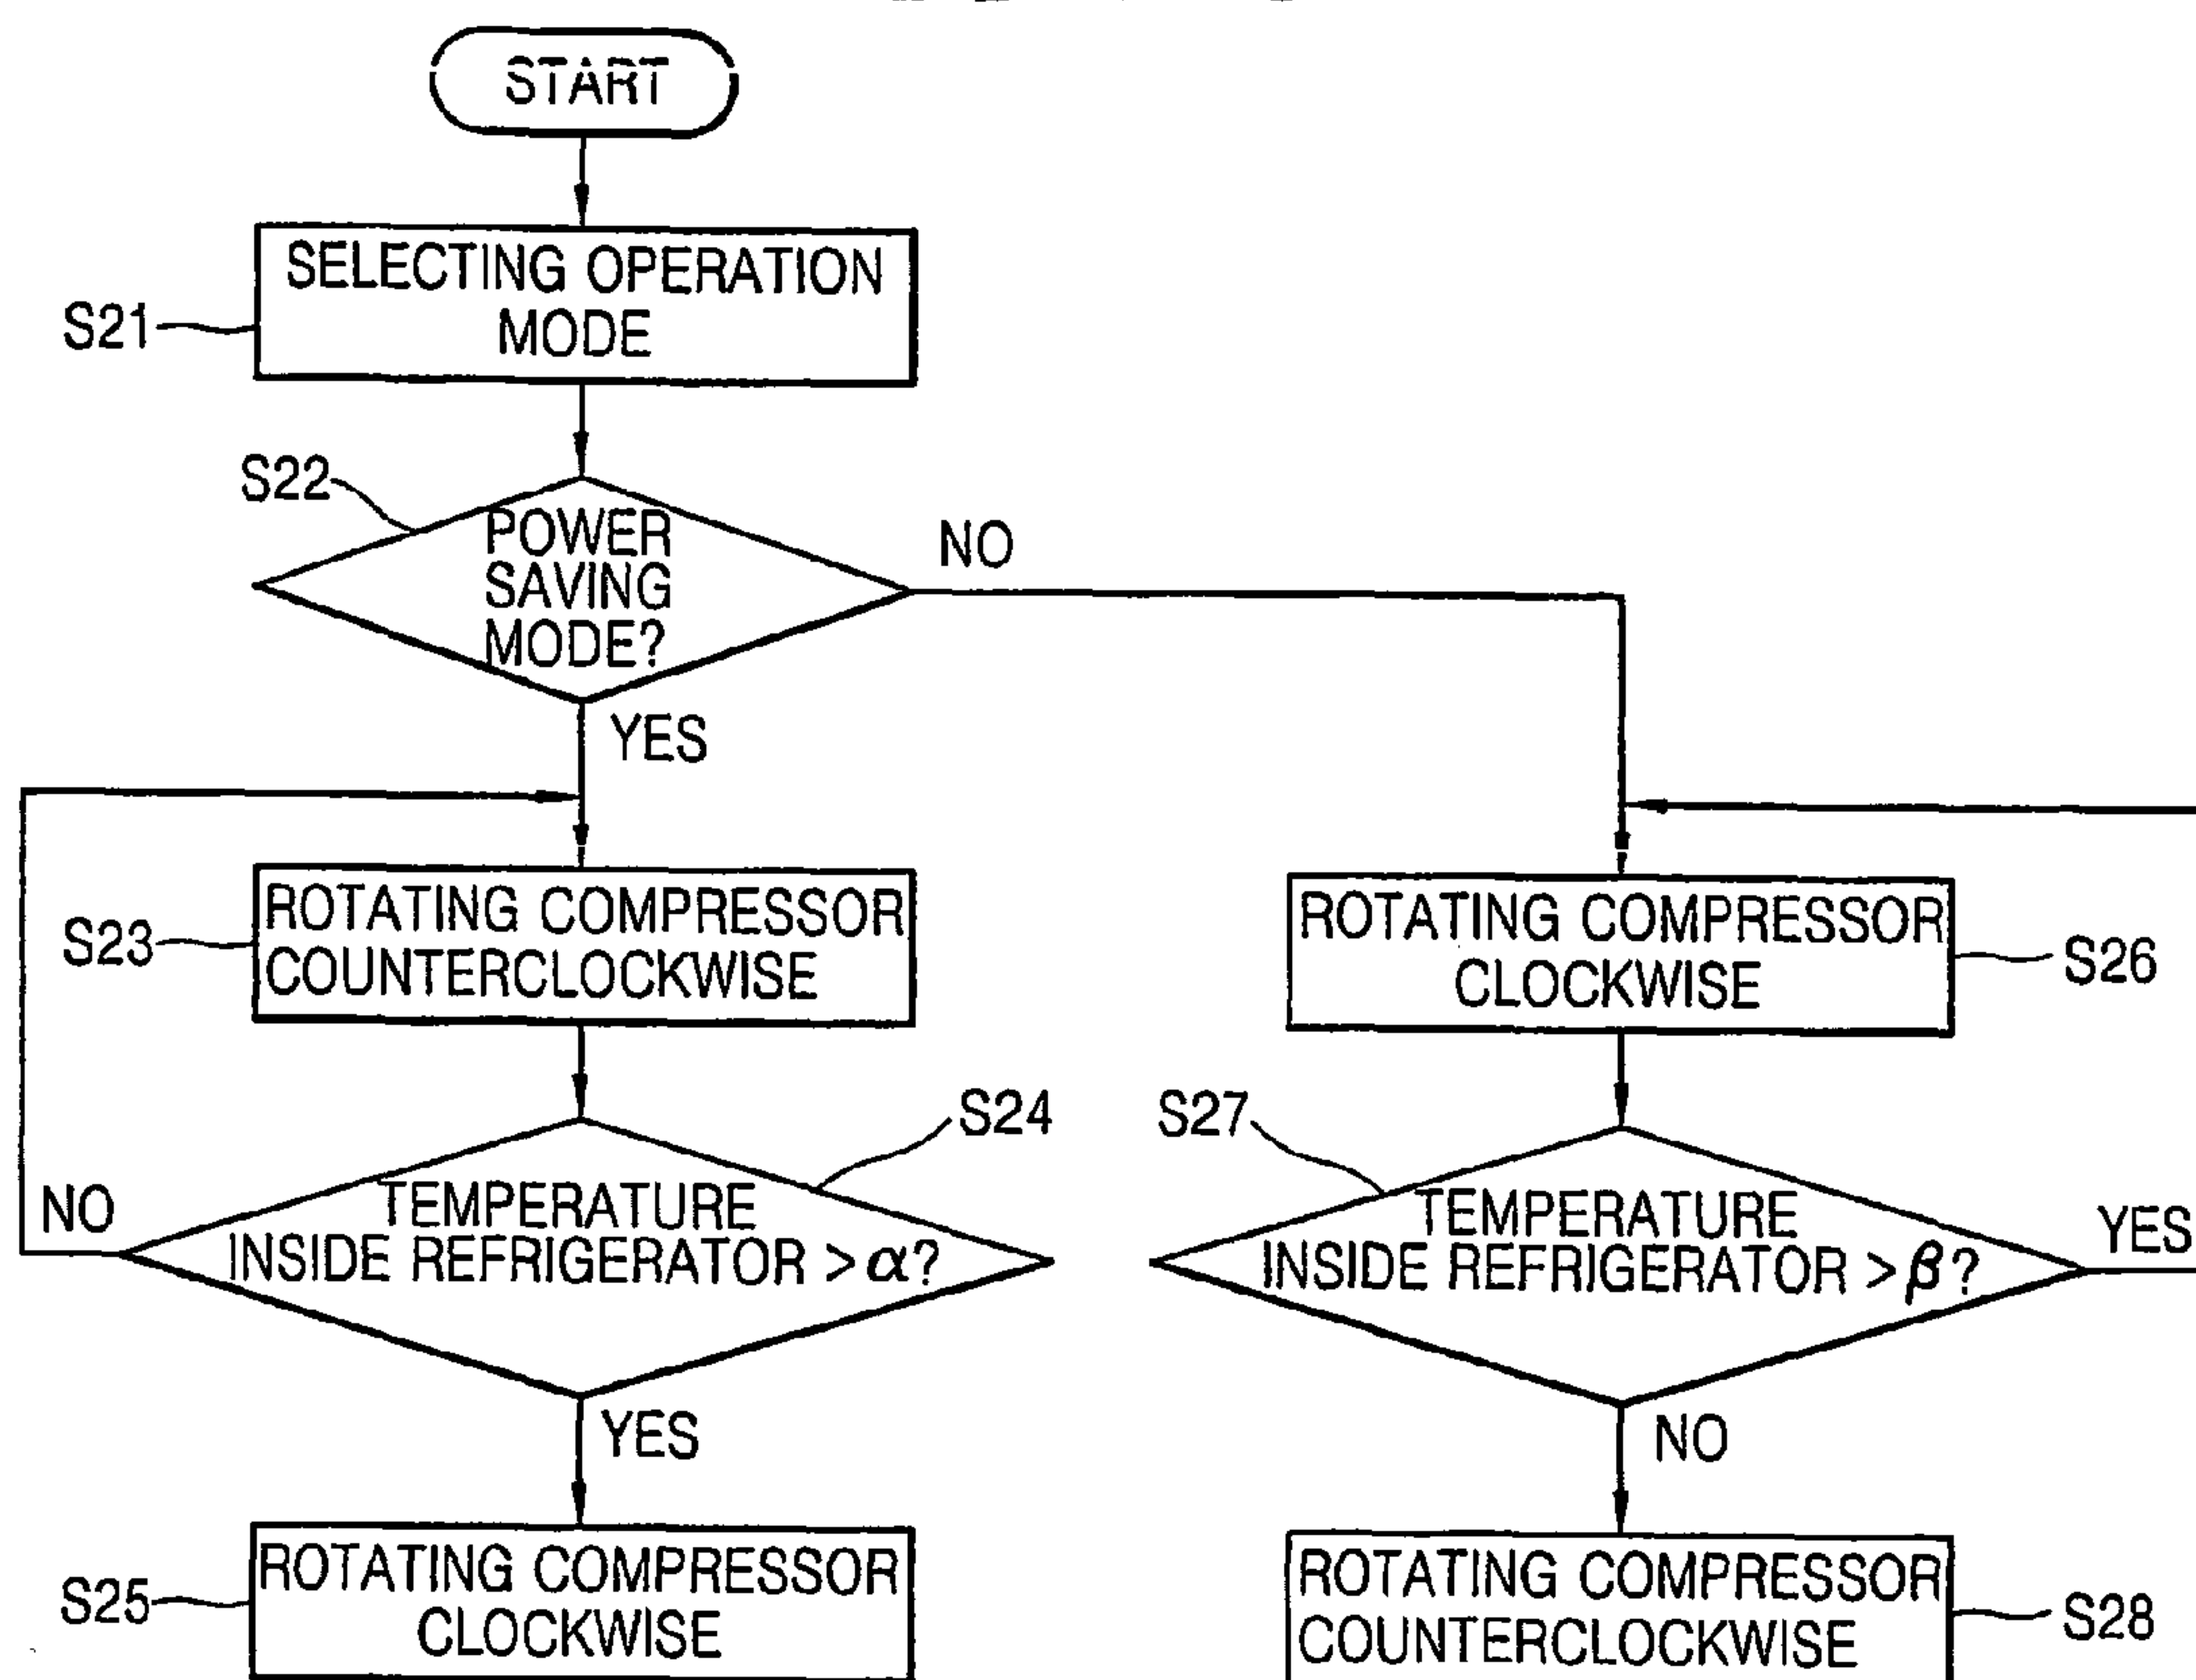 START
SELECTING OPERATION
MODE
S21
S22
POWER
SAVING
MODE?
NO
YES
ROTATING COMPRESSOR
COUNTERCLOCKWISE
S23
ROTATING COMPRESSOR
CLOCKWISE
S26
S24
TEMPERATURE
INSIDE REFRIGERATOR > α?
NO
YES
S27
TEMPERATURE
INSIDE REFRIGERATOR > β?
YES
NO
ROTATING COMPRESSOR
CLOCKWISE
S25
ROTATING COMPRESSOR
COUNTERCLOCKWISE
S28